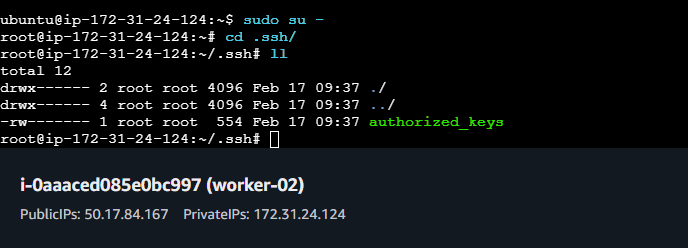 ubuntu@ip-172-31-24-124:~$ sudo su -
root@ip-172-31-24-124:~# cd .ssh/
root@ip-172-31-24-124:~/.ssh# ll
total 12
drwx------ 2 root root 4096 Feb 17 09:37 ./
drwx------ 4 root root 4096 Feb 17 09:37 ../
-rw------- 1 root root  554 Feb 17 09:37 authorized_keys
root@ip-172-31-24-124:~/.ssh#
i-0aaaced085e0bc997 (worker-02)
PublicIPs: 50.17.84.167 PrivateIPs: 172.31.24.124